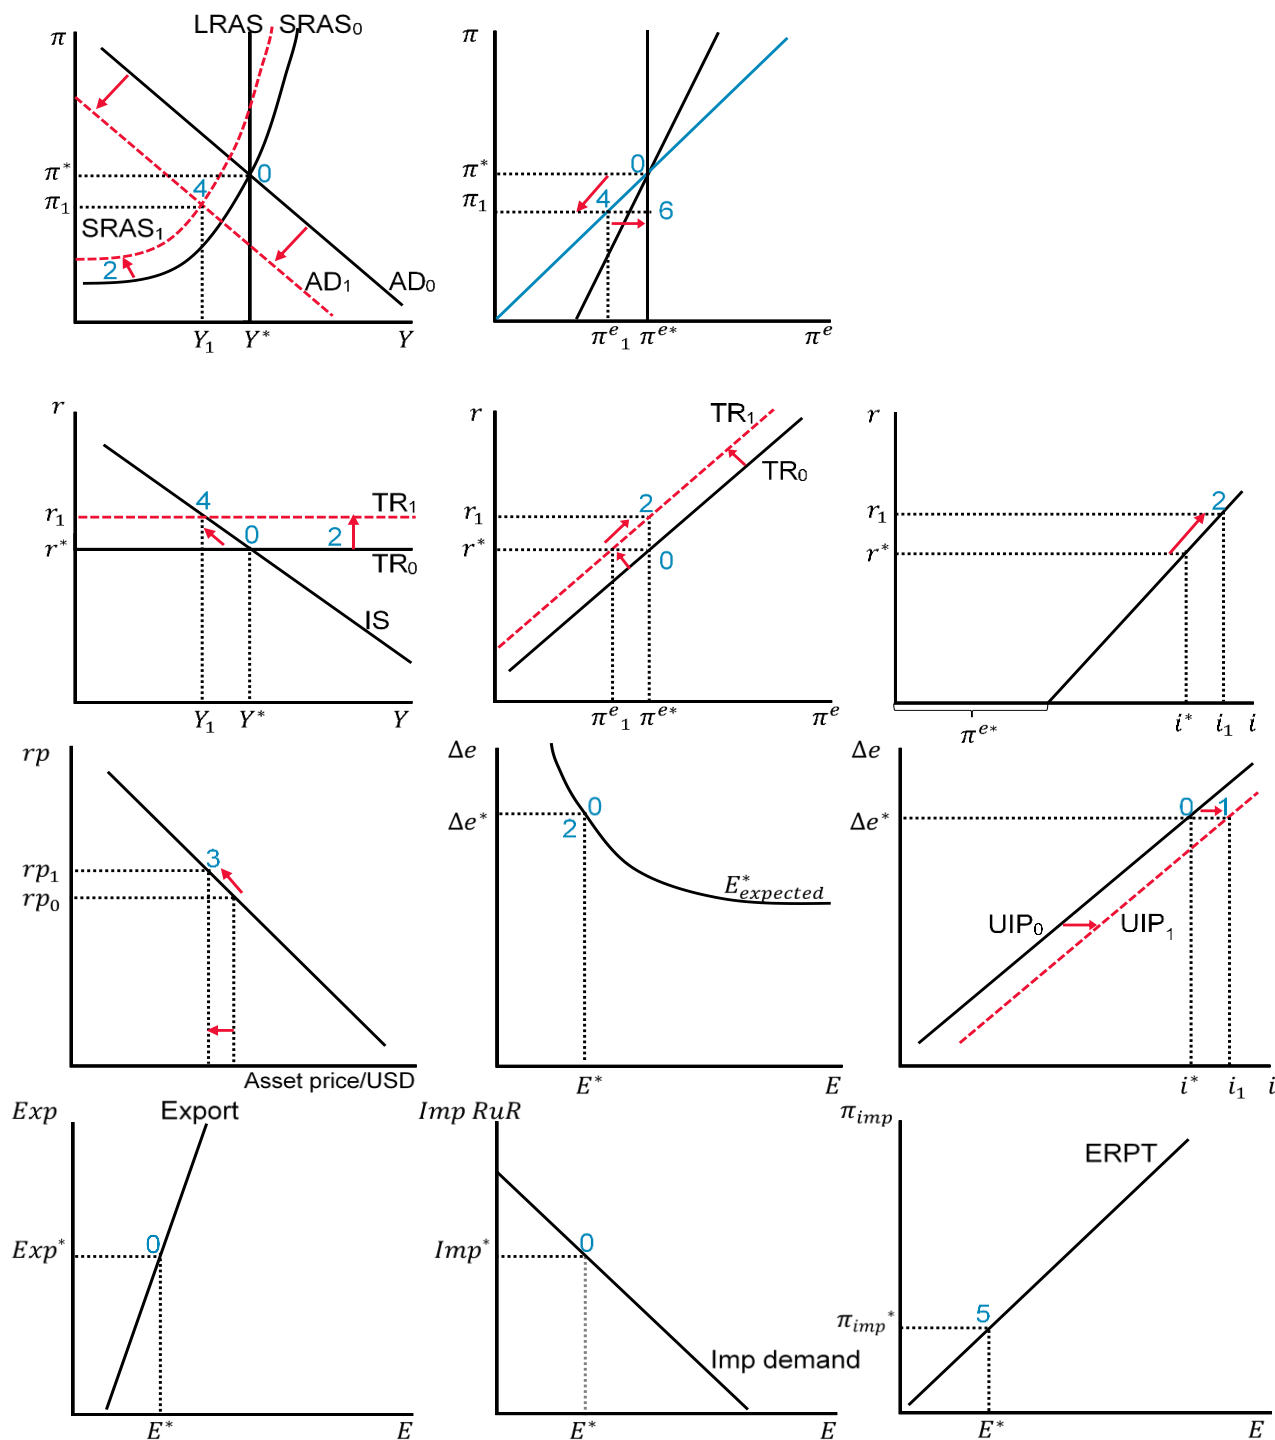 LRAS SRAS₀
π
π*
0
4
π₁
SRAS₁
2
AD₁
AD₀
Y₁
Y*
Y
π
π*
0
π₁
4
6
πᵉ₁
πᵉ*
πᵉ
r
4
TR₁
r₁
0
2
r*
TR₀
IS
Y₁
Y*
Y
r
TR₁
TR₀
2
r₁
r*
0
πᵉ₁
πᵉ*
πᵉ
r
2
r₁
r*
πᵉ*
i*
i₁
i
rp
3
rp₁
rp₀
Asset price/USD
Δe
0
Δe*
2
E*expected
E*
E
Δe
0
1
Δe*
UIP₀
UIP₁
i*
i₁
i
Exp
Export
0
Exp*
E*
E
Imp RuR
0
Imp*
Imp demand
E*
E
πimp
ERPT
5
πimp*
E*
E